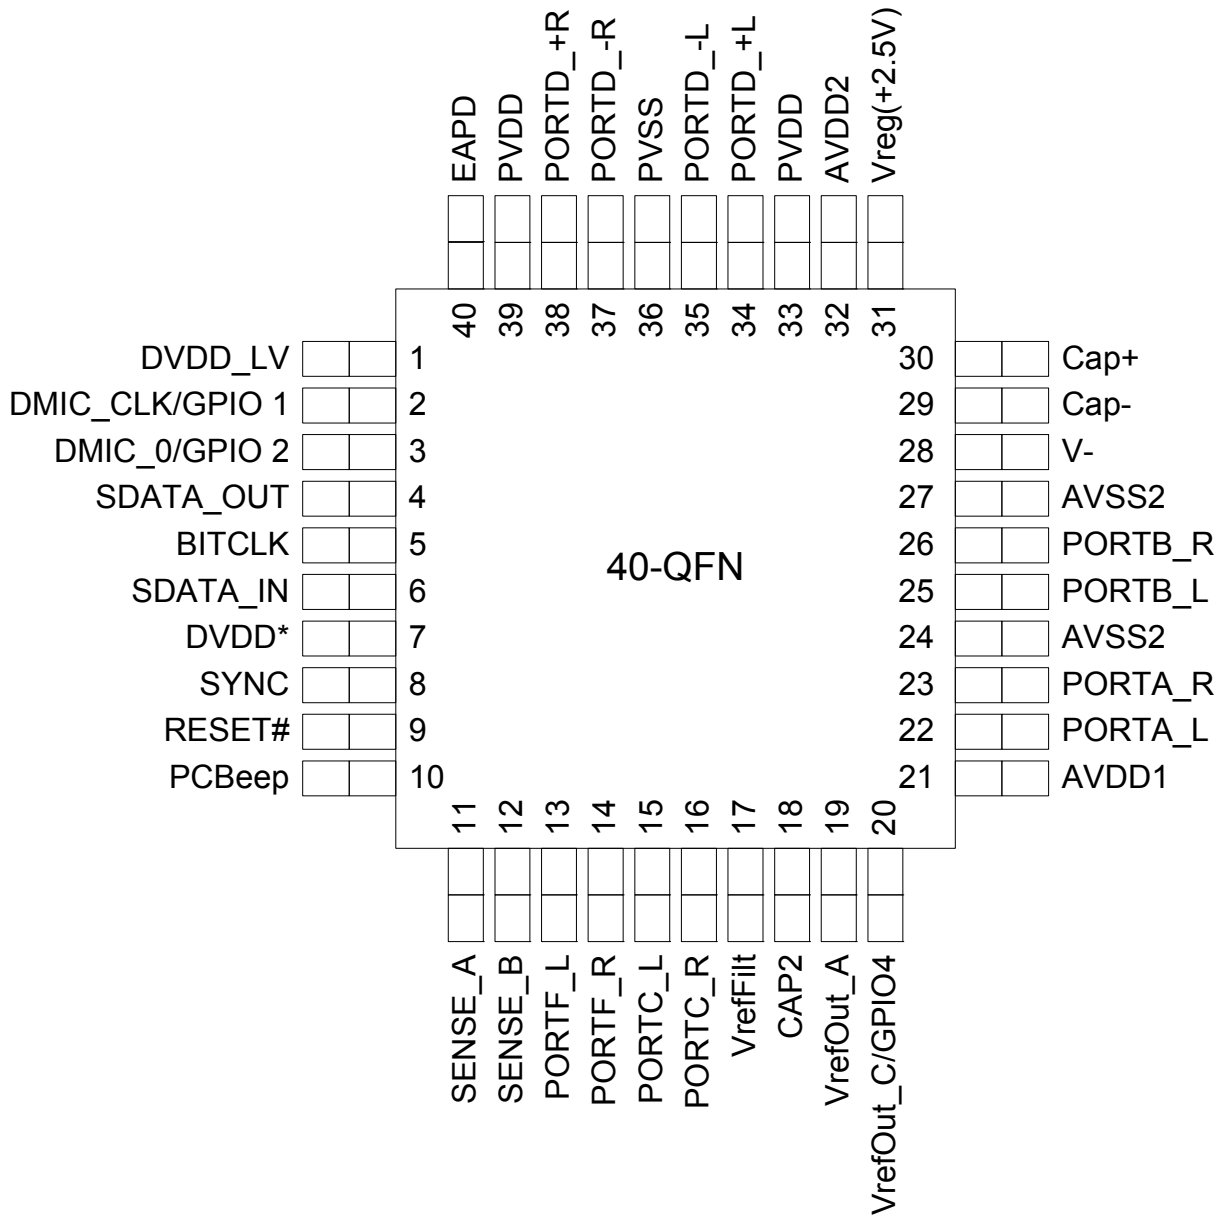 EAPD
PVDD
PORTD_+R
PORTD_-R
PVSS
PORTD_-L
PORTD_+L
PVDD
AVDD2
Vreg(+2.5V)
40
39
38
37
36
35
34
33
32
31
DVDD_LV 1
DMIC_CLK/GPIO 1 2
DMIC_0/GPIO 2 3
SDATA_OUT 4
BITCLK 5
SDATA_IN 6
DVDD* 7
SYNC 8
RESET# 9
PCBeep 10
40-QFN
30 Cap+
29 Cap-
28 V-
27 AVSS2
26 PORTB_R
25 PORTB_L
24 AVSS2
23 PORTA_R
22 PORTA_L
21 AVDD1
11
12
13
14
15
16
17
18
19
20
SENSE_A
SENSE_B
PORTF_L
PORTF_R
PORTC_L
PORTC_R
VrefFilt
CAP2
VrefOut_A
VrefOut_C/GPIO4